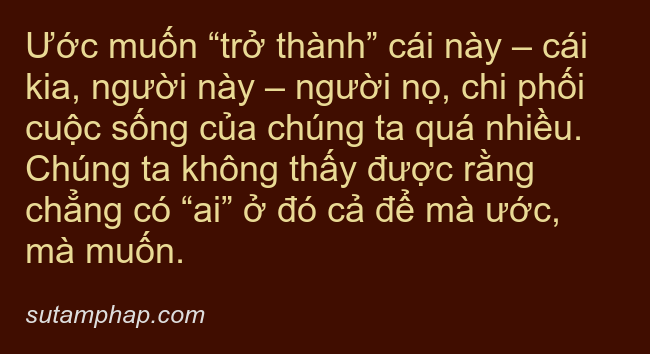 Ước muốn “trở thành” cái này – cái
kia, người này – người nọ, chi phối
cuộc sống của chúng ta quá nhiều.
Chúng ta không thấy được rằng
chẳng có “ai” ở đó cả để mà ước,
mà muốn.
sutamphap.com